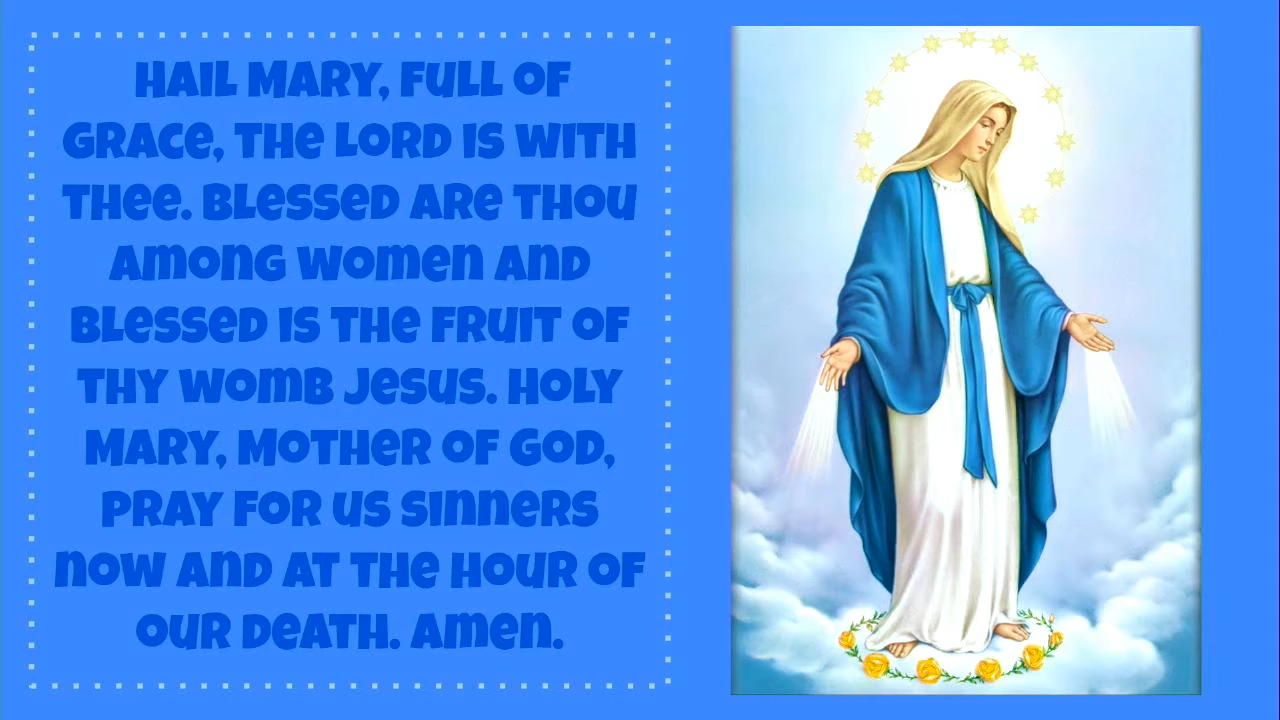 Hail Mary, full of
grace, the Lord is with
thee. Blessed are thou
among women and
blessed is the fruit of
thy womb Jesus. Holy
Mary, Mother of God,
pray for us sinners
now and at the hour of
our death. Amen.